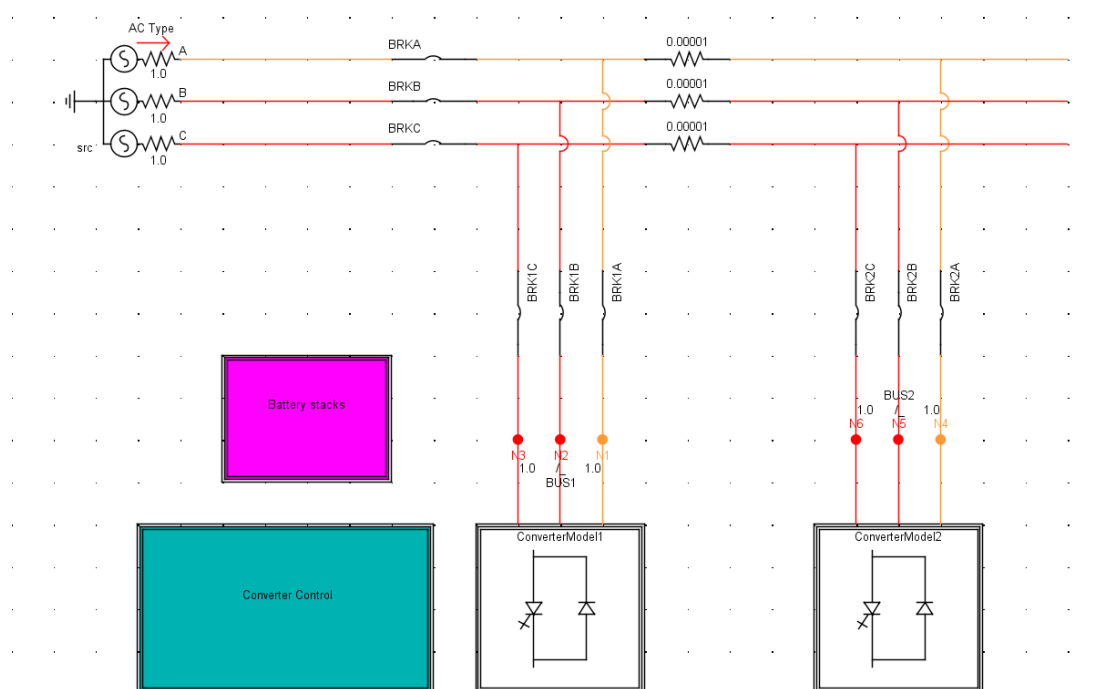 AC Type
A
1.0
B
1.0
C
1.0
src
BRKA
BRKB
BRKC
0.00001
0.00001
0.00001
BRK1C
BRK1B
BRK1A
BRK2C
BRK2B
BRK2A
BUS2
1.0 /_ 1.0
N6 N5 N4
N3 N2 N1
1.0 /_ 1.0
BUS1
Battery stacks
Converter Control
ConverterModel1
ConverterModel2